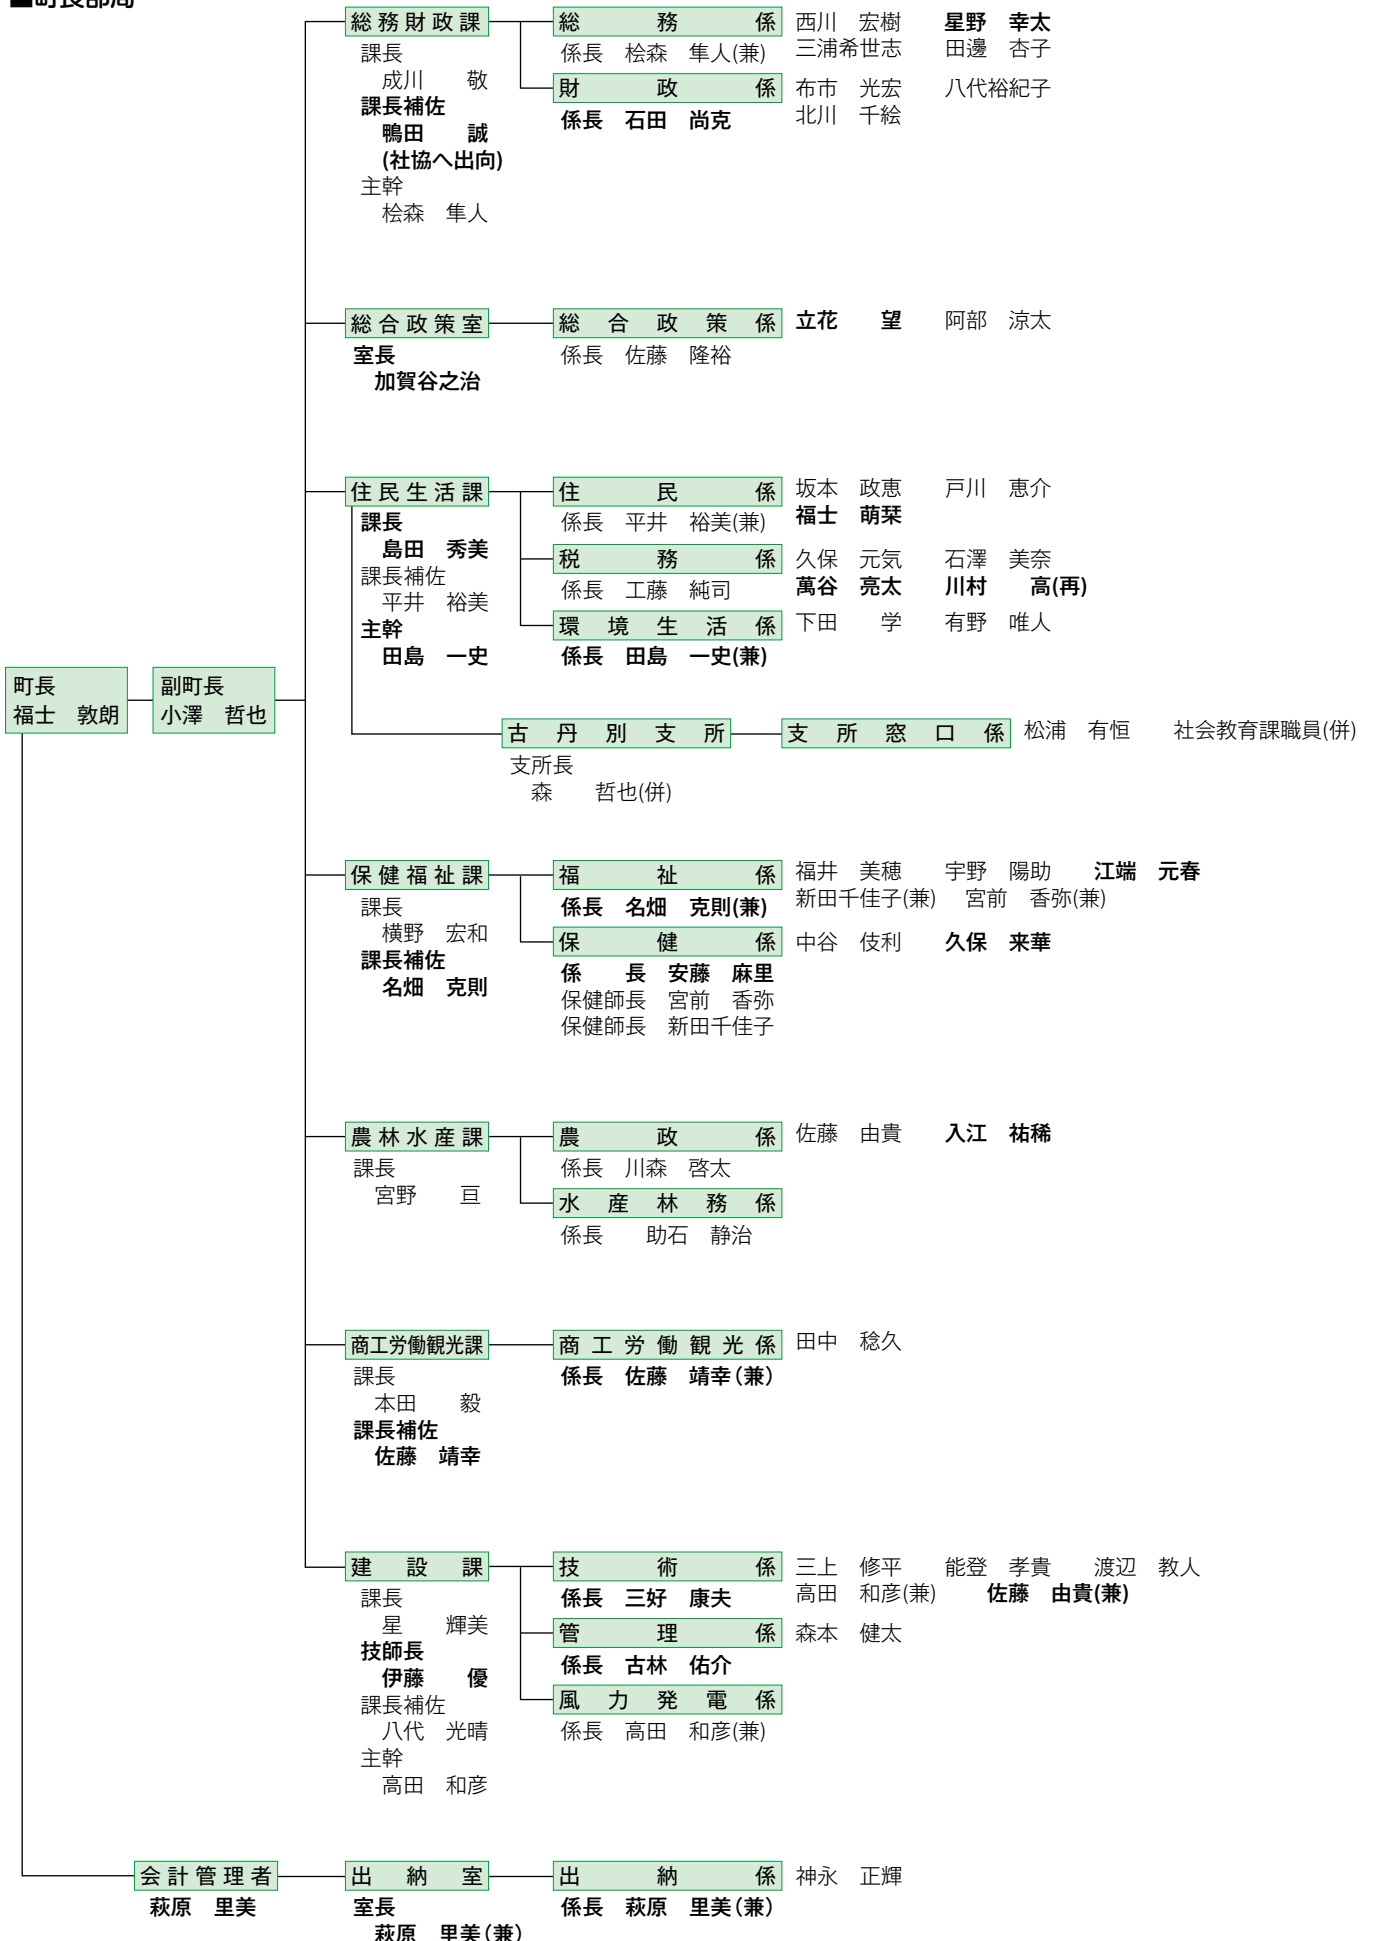 ■町長部局
総務財政課
課長
成川　　敬
課長補佐
鴨田　　誠
(社協へ出向)
主幹
桧森　隼人
総務係
係長　桧森　隼人(兼)
西川　宏樹　　星野　幸太
三浦希世志　　田邊　杏子
財政係
係長　石田　尚克
布市　光宏　　八代裕紀子
北川　千絵
総合政策室
室長
加賀谷之治
総合政策係
係長　佐藤　隆裕
立花　　望　　阿部　涼太
住民生活課
課長
島田　秀美
課長補佐
平井　裕美
主幹
田島　一史
住民係
係長　平井　裕美(兼)
坂本　政恵　　戸川　恵介
福士　萌栞
税務係
係長　工藤　純司
久保　元気　　石澤　美奈
萬谷　亮太　　川村　　高(再)
環境生活係
係長　田島　一史(兼)
下田　　学　　有野　唯人
町長
福士　敦朗
副町長
小澤　哲也
古丹別支所
支所長
森　　哲也(併)
支所窓口係
松浦　有恒　　社会教育課職員(併)
保健福祉課
課長
横野　宏和
課長補佐
名畑　克則
福祉係
係長　名畑　克則(兼)
福井　美穂　　宇野　陽助　　江端　元春
新田千佳子(兼)　宮前　香弥(兼)
保健係
係　　長　安藤　麻里
保健師長　宮前　香弥
保健師長　新田千佳子
中谷　伎利　　久保　来華
農林水産課
課長
宮野　　亘
農政係
係長　川森　啓太
佐藤　由貴　　入江　祐稀
水産林務係
係長　　助石　静治
商工労働観光課
課長
本田　　毅
課長補佐
佐藤　靖幸
商工労働観光係
係長　佐藤　靖幸(兼)
田中　稔久
建設課
課長
星　　輝美
技師長
伊藤　　優
課長補佐
八代　光晴
主幹
高田　和彦
技術係
係長　三好　康夫
三上　修平　　能登　孝貴　　渡辺　教人
高田　和彦(兼)　　佐藤　由貴(兼)
管理係
係長　古林　佑介
森本　健太
風力発電係
係長　高田　和彦(兼)
会計管理者
萩原　里美
出納室
室長
萩原　里美(兼)
出納係
係長　萩原　里美(兼)
神永　正輝